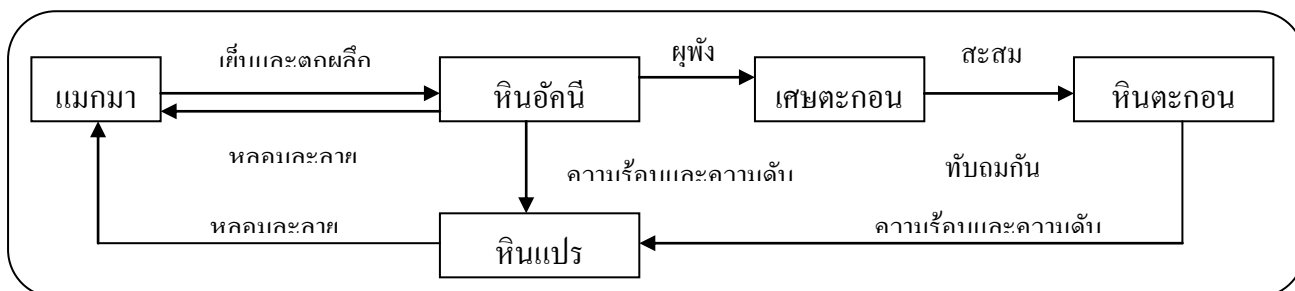 เย็นและตกผลึก
ผุพัง
สะสม
แมกมา
หินอัคนี
เศษตะกอน
หินตะกอน
หลอมละลาย
ความร้อนและความดัน
ทับถมกัน
หลอมละลาย
ความร้อนและความดัน
หินแปร